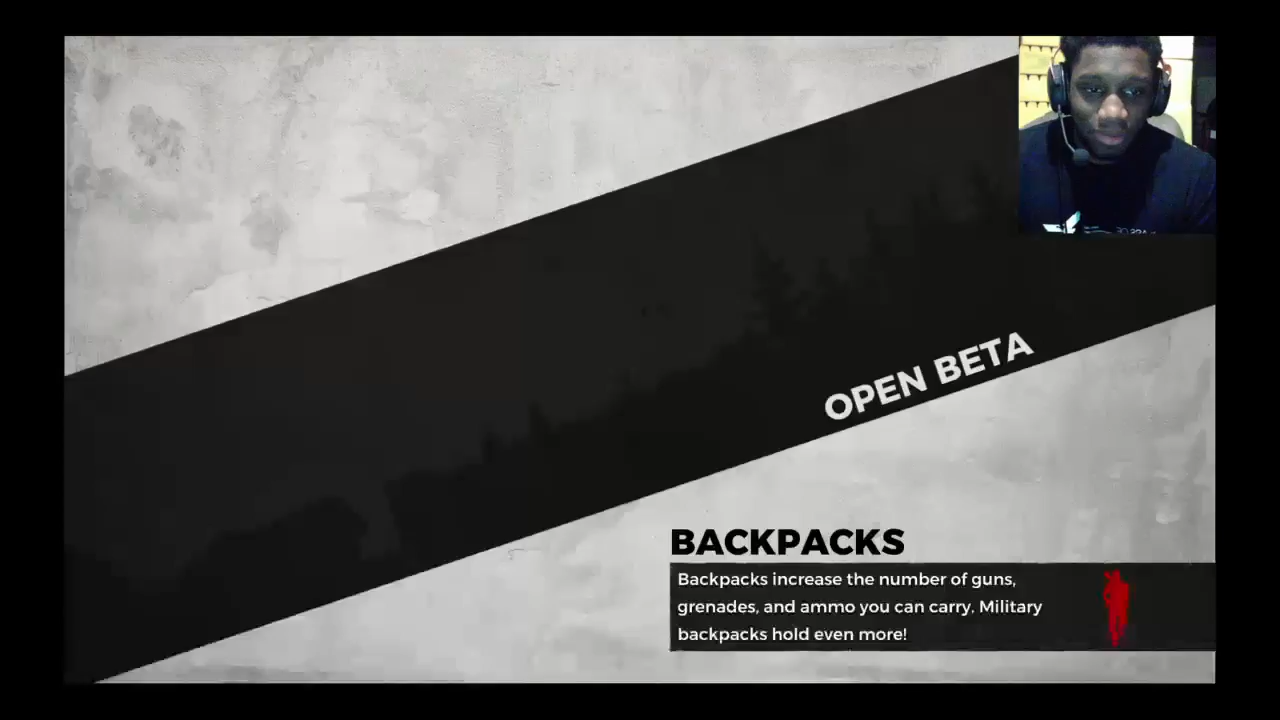 OPEN BETA
BACKPACKS
Backpacks increase the number of guns,
grenades, and ammo you can carry. Military
backpacks hold even more!